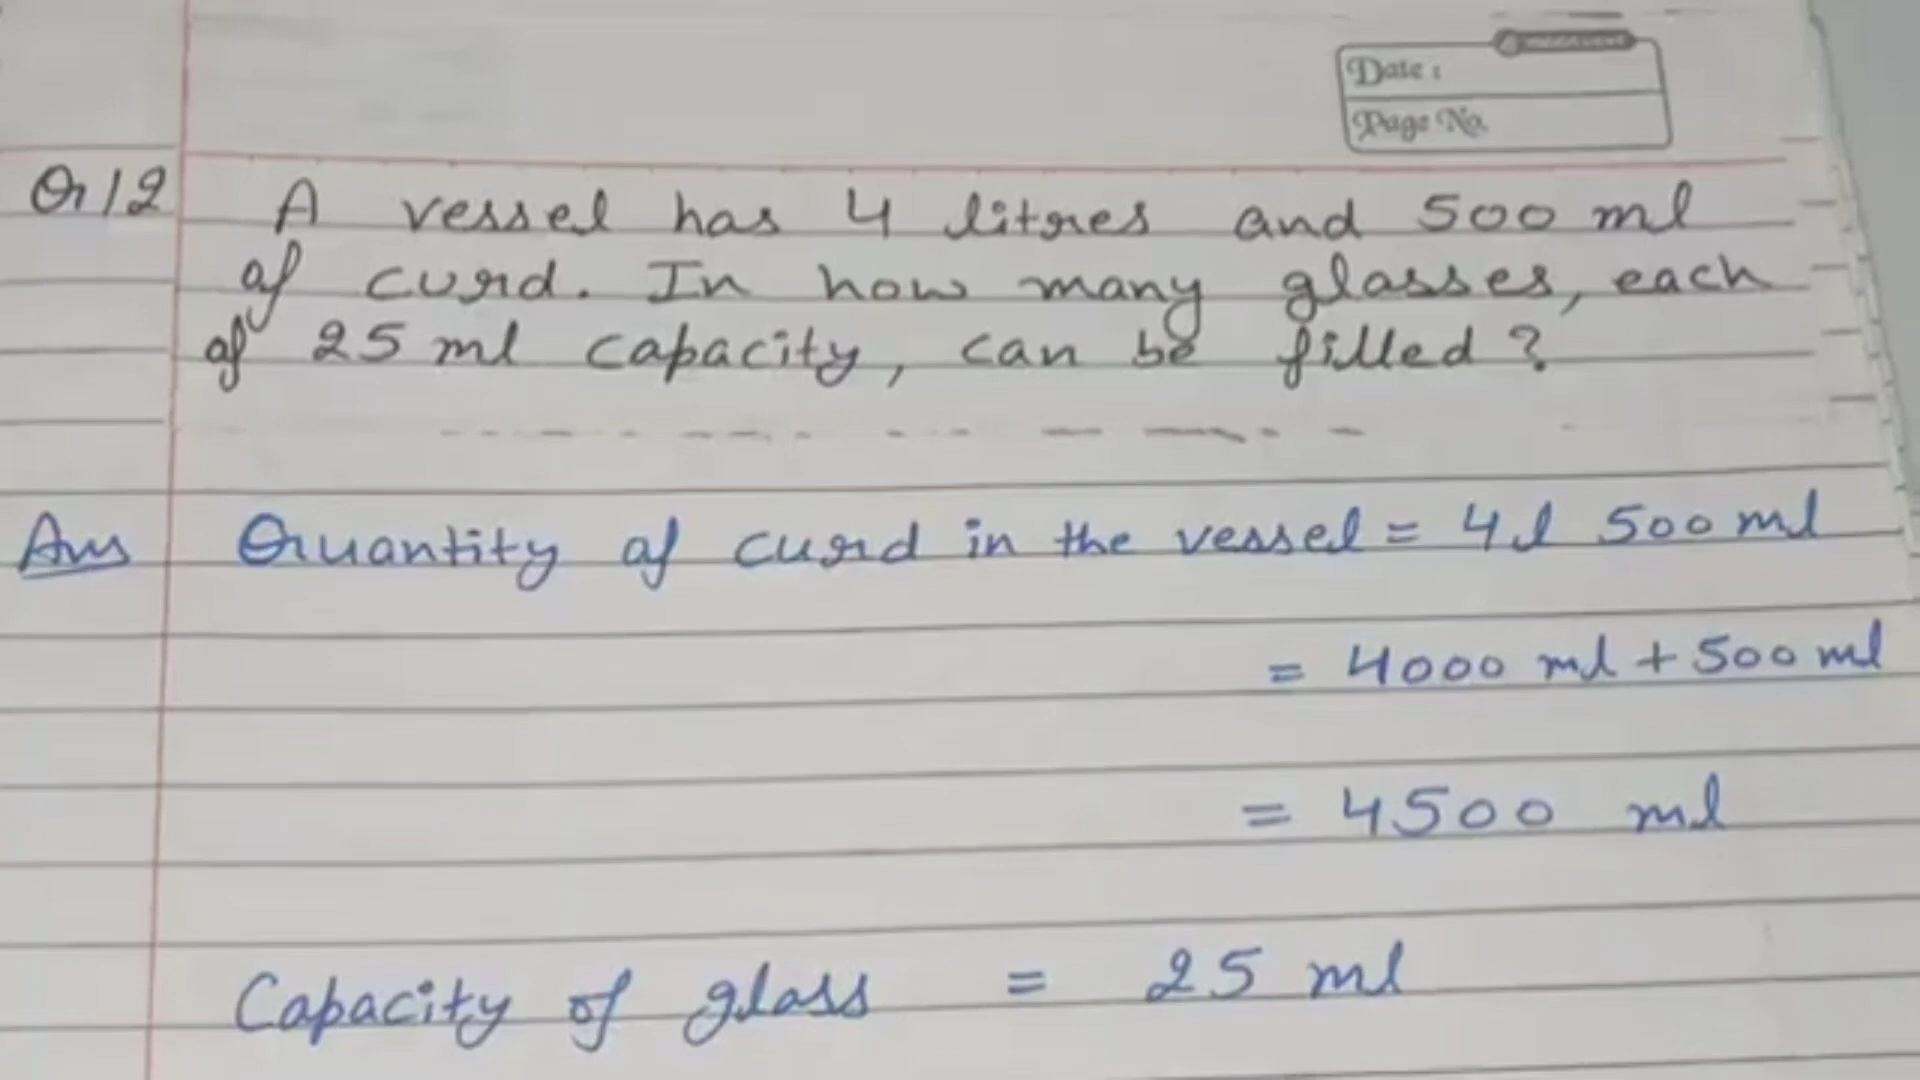 Date :
Page No.
Q 12 A vessel has 4 litres and 500 ml
of curd. In how many glasses, each
of 25 ml capacity, can be filled?
Ans Quantity of curd in the vessel = 4 l 500 ml
= 4000 ml + 500 ml
= 4500 ml
Capacity of glass = 25 ml